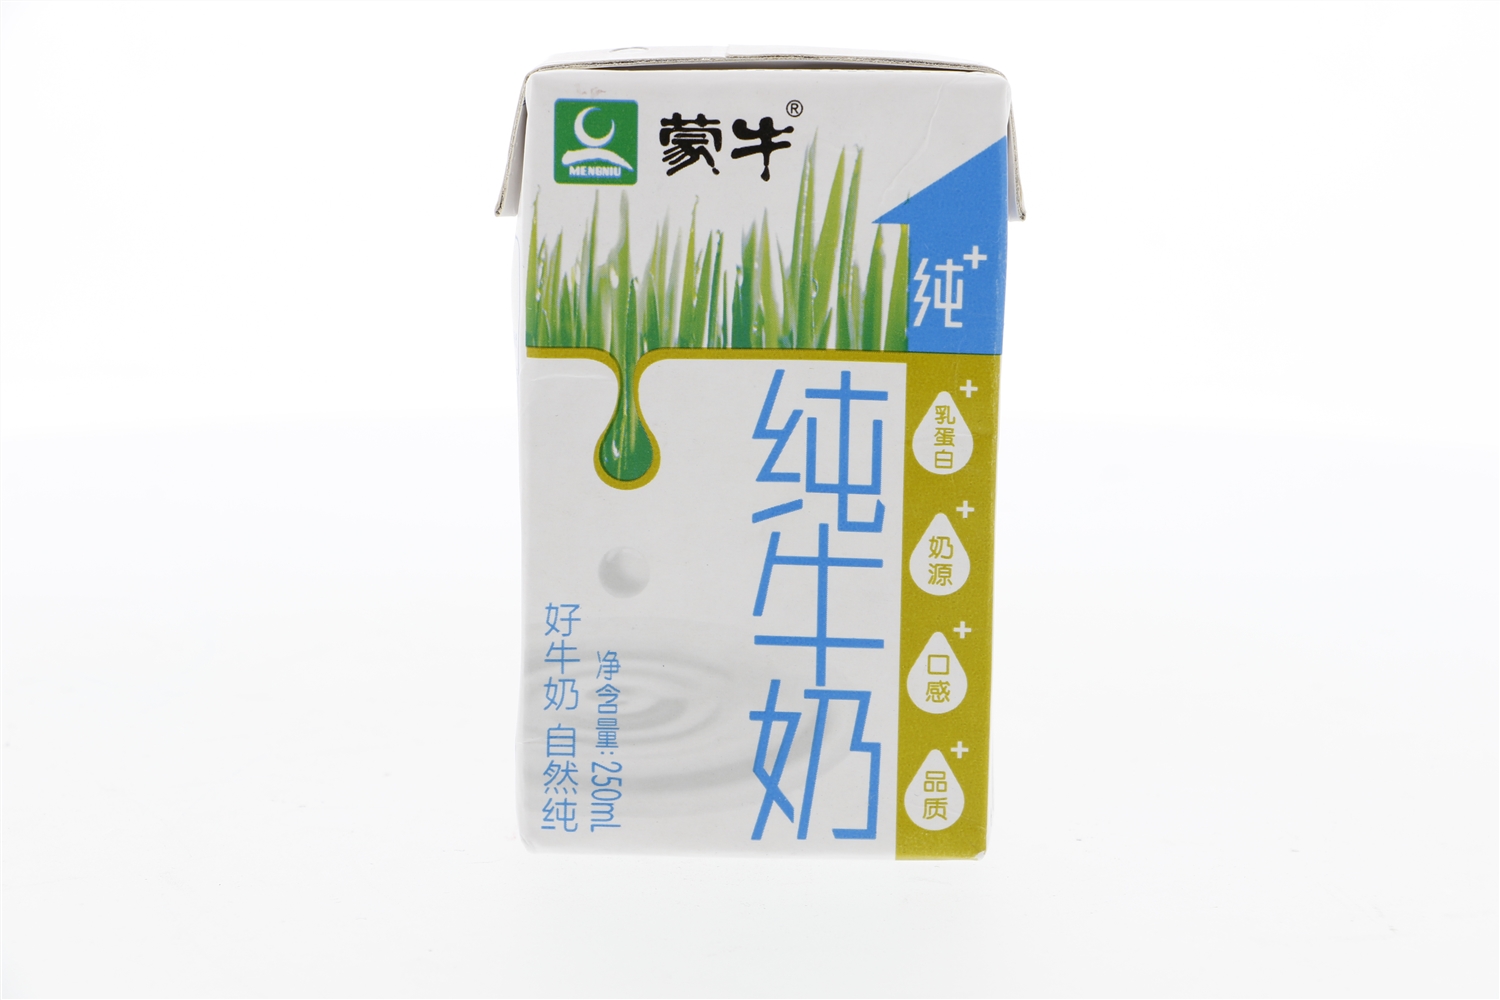 MENGNIU
蒙牛®
纯+
纯牛奶
乳蛋白+
奶源+
口感+
品质+
好牛奶 自然纯
净含量:250ml